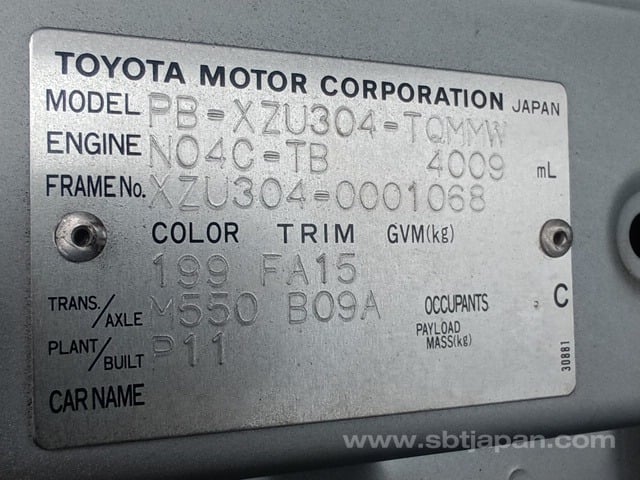 TOYOTA MOTOR CORPORATION JAPAN
MODEL PB-XZU304-TQMMW
ENGINE N04C-TB 4009 mL
FRAME No. XZU304-0001068
COLOR TRIM GVM(kg)
199 FA15
TRANS./AXLE M550 B09A OCCUPANTS C
PLANT/BUILT P11 PAYLOAD MASS(kg)
CAR NAME
30881
www.sbtjapan.com